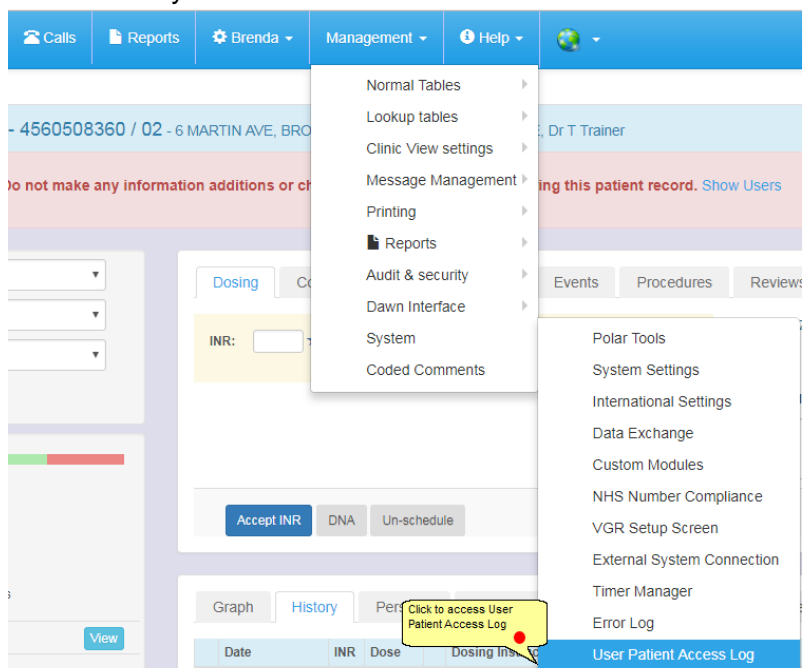 Calls Reports Brenda Management Help
- 4560508360 / 02 - 6 MARTIN AVE, BRO , Dr T Trainer
Do not make any information additions or ch ing this patient record. Show Users
Normal Tables
Lookup tables
Clinic View settings
Message Management
Printing
Reports
Audit & security
Dawn Interface
System
Coded Comments
Dosing Events Procedures Reviews
INR:
Polar Tools
System Settings
International Settings
Data Exchange
Custom Modules
NHS Number Compliance
VGR Setup Screen
External System Connection
Timer Manager
Error Log
User Patient Access Log
Accept INR DNA Un-schedule
Graph History Pers
Click to access User
Patient Access Log
View
Date INR Dose Dosing